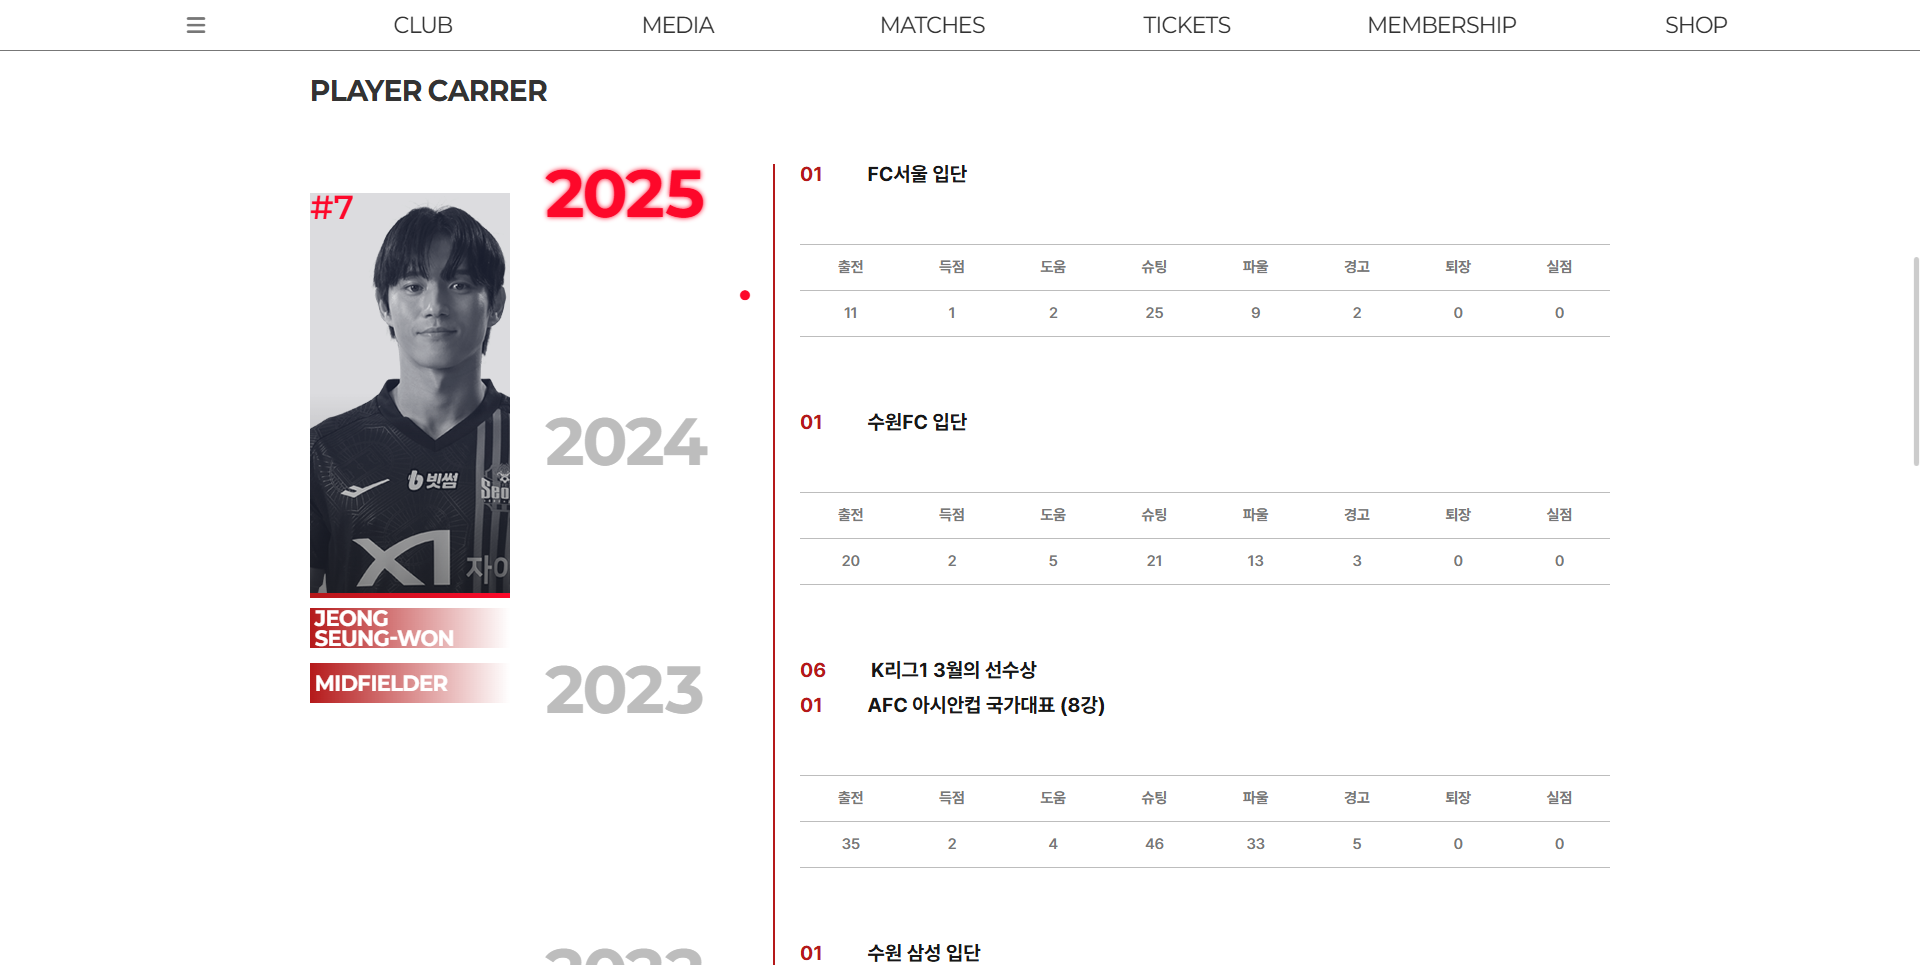 CLUB MEDIA MATCHES TICKETS MEMBERSHIP SHOP
PLAYER CARRER
#7
빗썸
Seo
XI
자이
JEONG
SEUNG-WON
MIDFIELDER
2025
01 FC서울 입단
출전 득점 도움 슈팅 파울 경고 퇴장 실점
11 1 2 25 9 2 0 0
2024
01 수원FC 입단
출전 득점 도움 슈팅 파울 경고 퇴장 실점
20 2 5 21 13 3 0 0
2023
06 K리그1 3월의 선수상
01 AFC 아시안컵 국가대표 (8강)
출전 득점 도움 슈팅 파울 경고 퇴장 실점
35 2 4 46 33 5 0 0
01 수원 삼성 입단